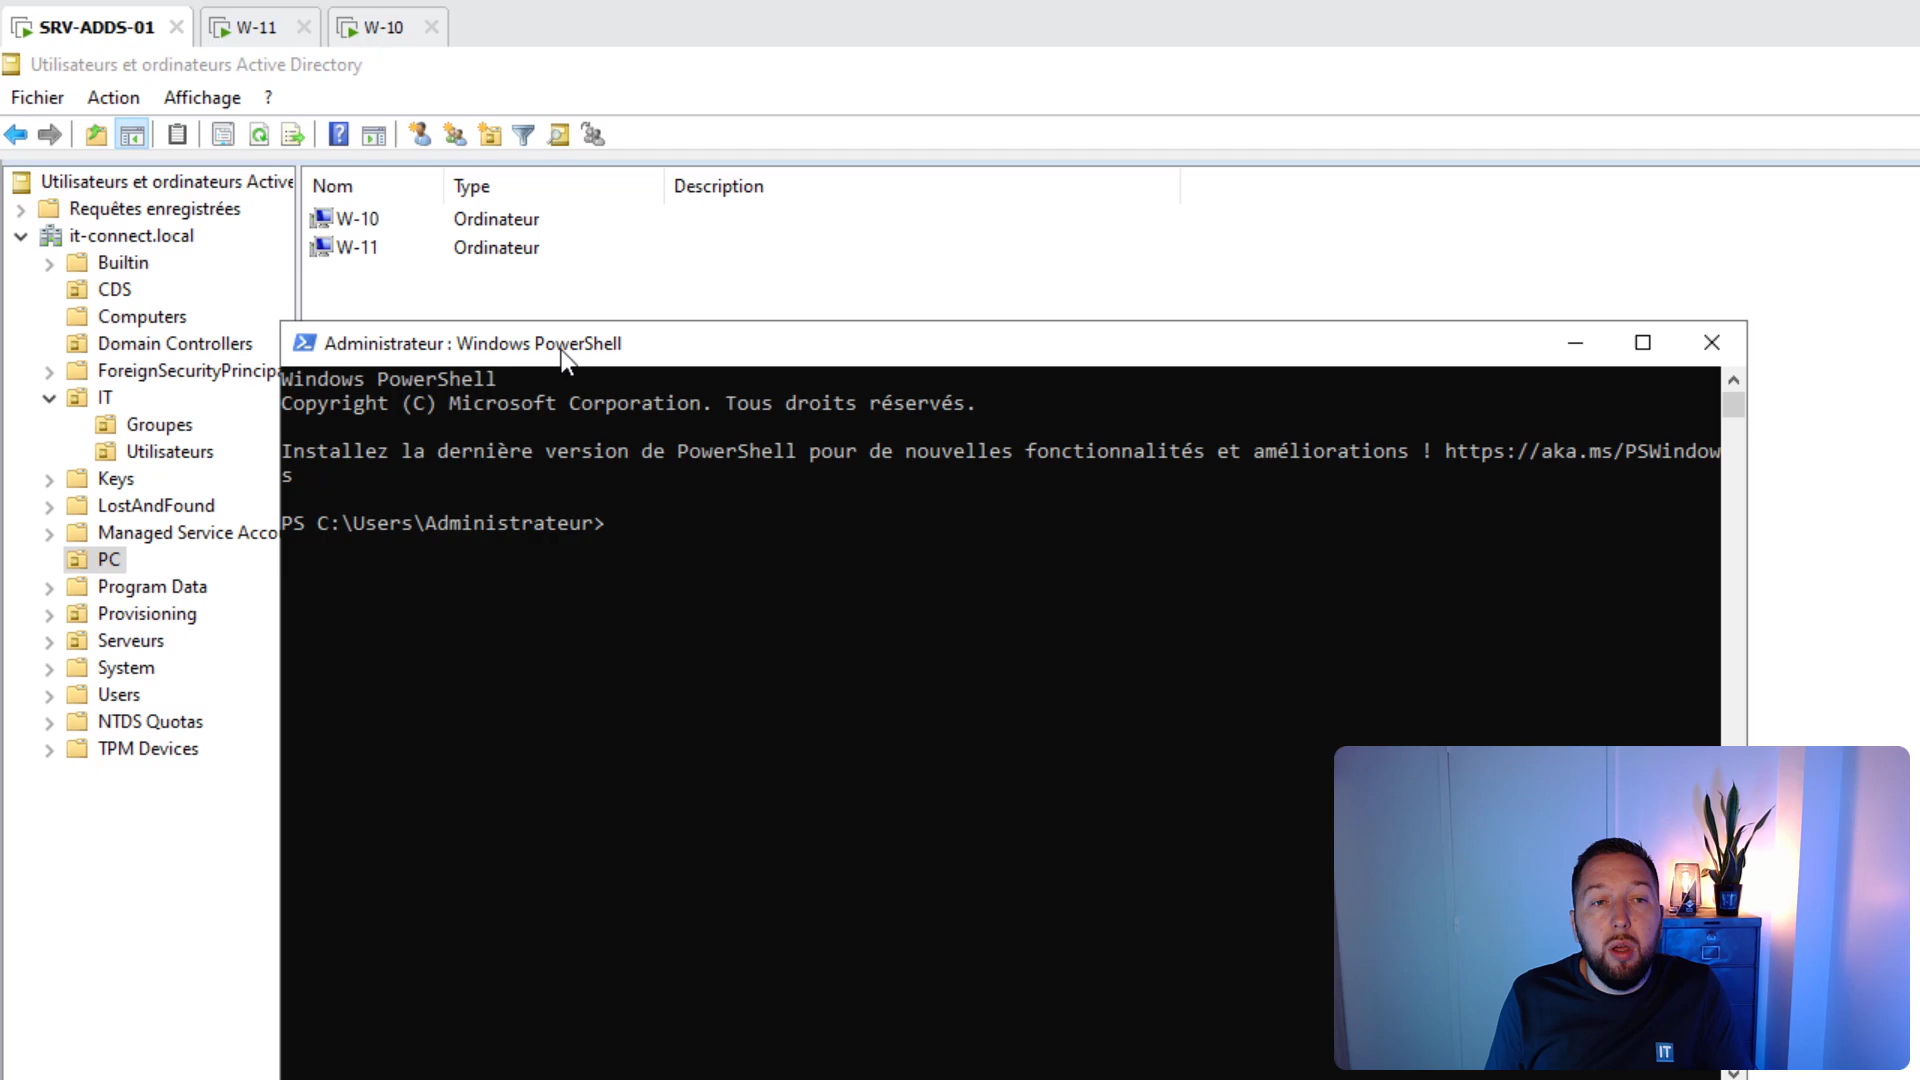 SRV-ADDS-01
W-11
W-10
Utilisateurs et ordinateurs Active Directory
Fichier Action Affichage ?
Utilisateurs et ordinateurs Active
Requêtes enregistrées
it-connect.local
Builtin
CDS
Computers
Domain Controllers
ForeignSecurityPrincipa
IT
Groupes
Utilisateurs
Keys
LostAndFound
Managed Service Acco
PC
Program Data
Provisioning
Serveurs
System
Users
NTDS Quotas
TPM Devices
Nom Type Description
W-10 Ordinateur
W-11 Ordinateur
Administrateur : Windows PowerShell
Windows PowerShell
Copyright (C) Microsoft Corporation. Tous droits réservés.
Installez la dernière version de PowerShell pour de nouvelles fonctionnalités et améliorations ! https://aka.ms/PSWindow
s
PS C:\Users\Administrateur>
IT